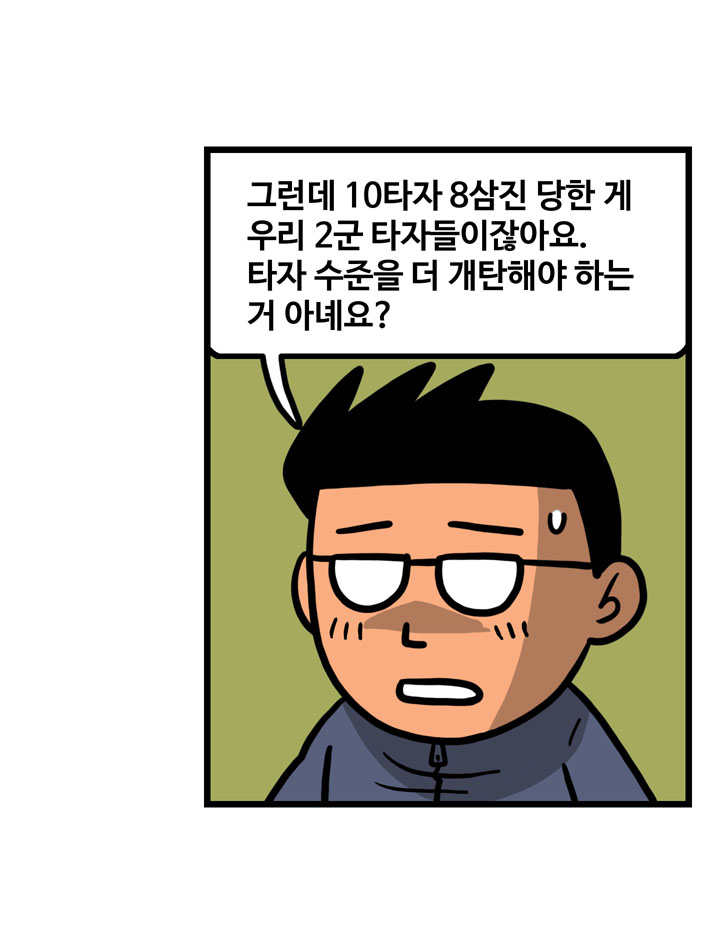 그런데 10타자 8삼진 당한 게
우리 2군 타자들이잖아요.
타자 수준을 더 개탄해야 하는
거 아녜요?